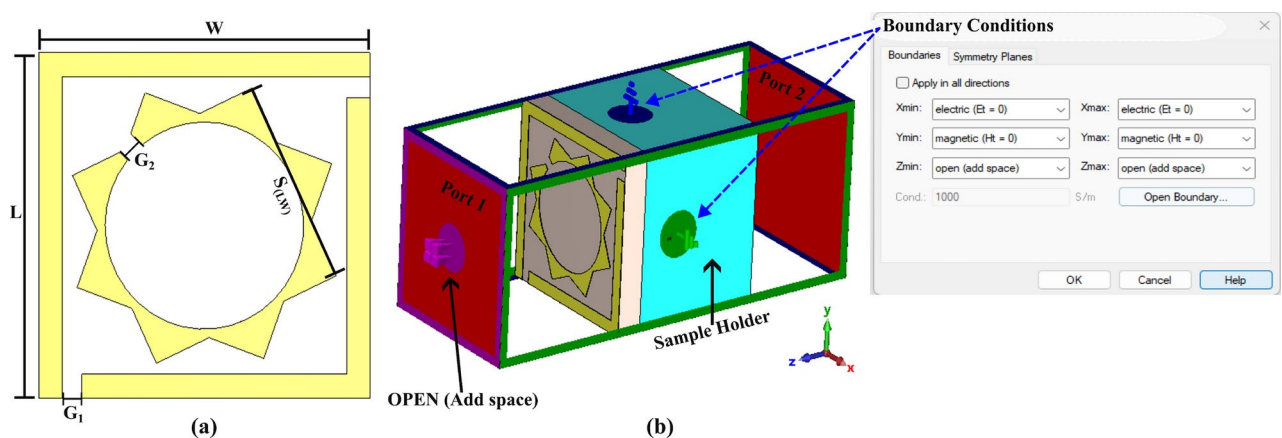 W
L
G₁
G₂
S(LW)
(a)
Port 1
Port 2
Sample Holder
OPEN (Add space)
y
z
x
(b)
Boundary Conditions
Boundaries Symmetry Planes
Apply in all directions
Xmin: electric (Et = 0) Xmax: electric (Et = 0)
Ymin: magnetic (Ht = 0) Ymax: magnetic (Ht = 0)
Zmin: open (add space) Zmax: open (add space)
Cond.: 1000 S/m Open Boundary...
OK Cancel Help